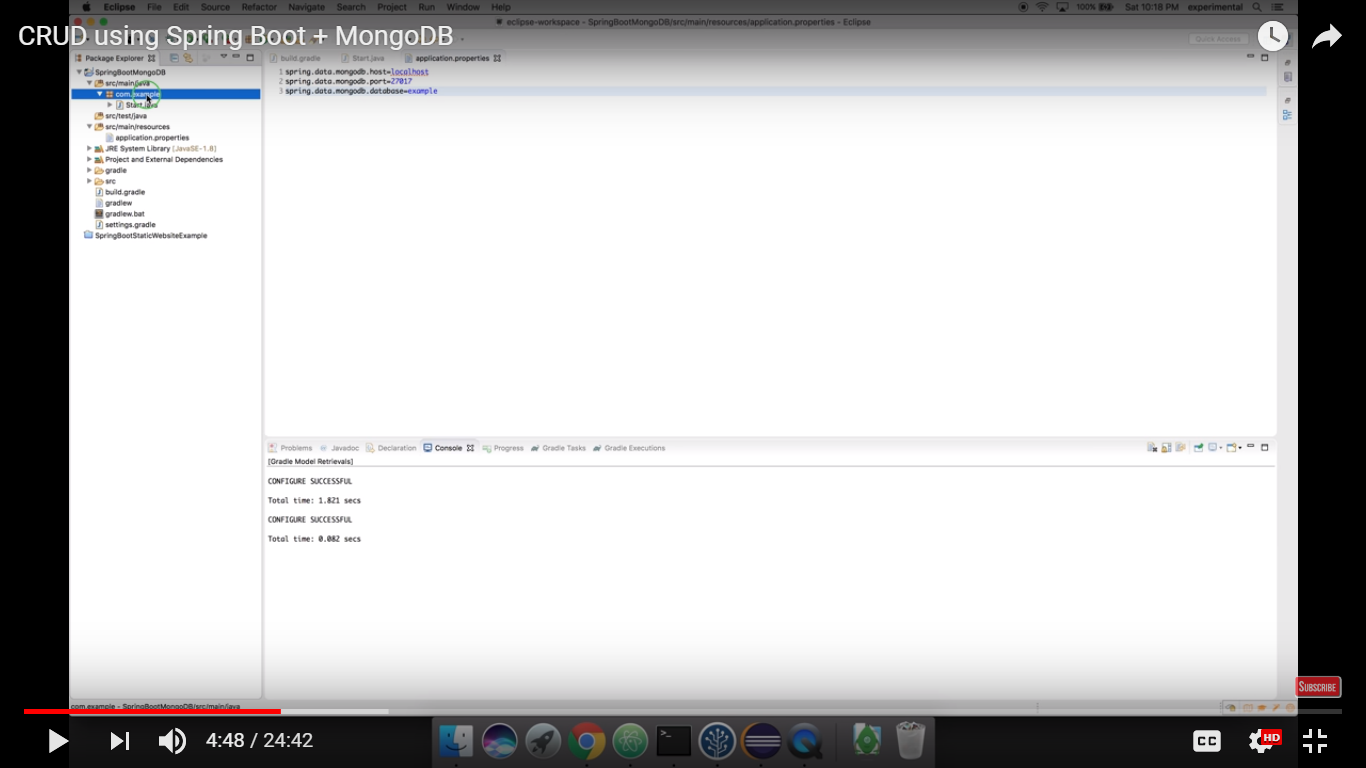 Eclipse File Edit Source Refactor Navigate Search Project Run Window Help 100% Sat 10:18 PM experimental
eclipse-workspace - SpringBootMongoDB/src/main/resources/application.properties - Eclipse
CRUD using Spring Boot + MongoDB
Quick Access
Package Explorer
build.gradle Start.java application.properties
SpringBootMongoDB
src/main/java
com.example
Start.java
src/test/java
src/main/resources
application.properties
JRE System Library [JavaSE-1.8]
Project and External Dependencies
gradle
src
build.gradle
gradlew
gradlew.bat
settings.gradle
SpringBootStaticWebsiteExample
1 spring.data.mongodb.host=localhost
2 spring.data.mongodb.port=27017
3 spring.data.mongodb.database=example
Problems Javadoc Declaration Console Progress Gradle Tasks Gradle Executions
[Gradle Model Retrievals]
CONFIGURE SUCCESSFUL
Total time: 1.821 secs
CONFIGURE SUCCESSFUL
Total time: 0.082 secs
SUBSCRIBE
com.example - SpringBootMongoDB/src/main/java
4:48 / 24:42
CC
HD